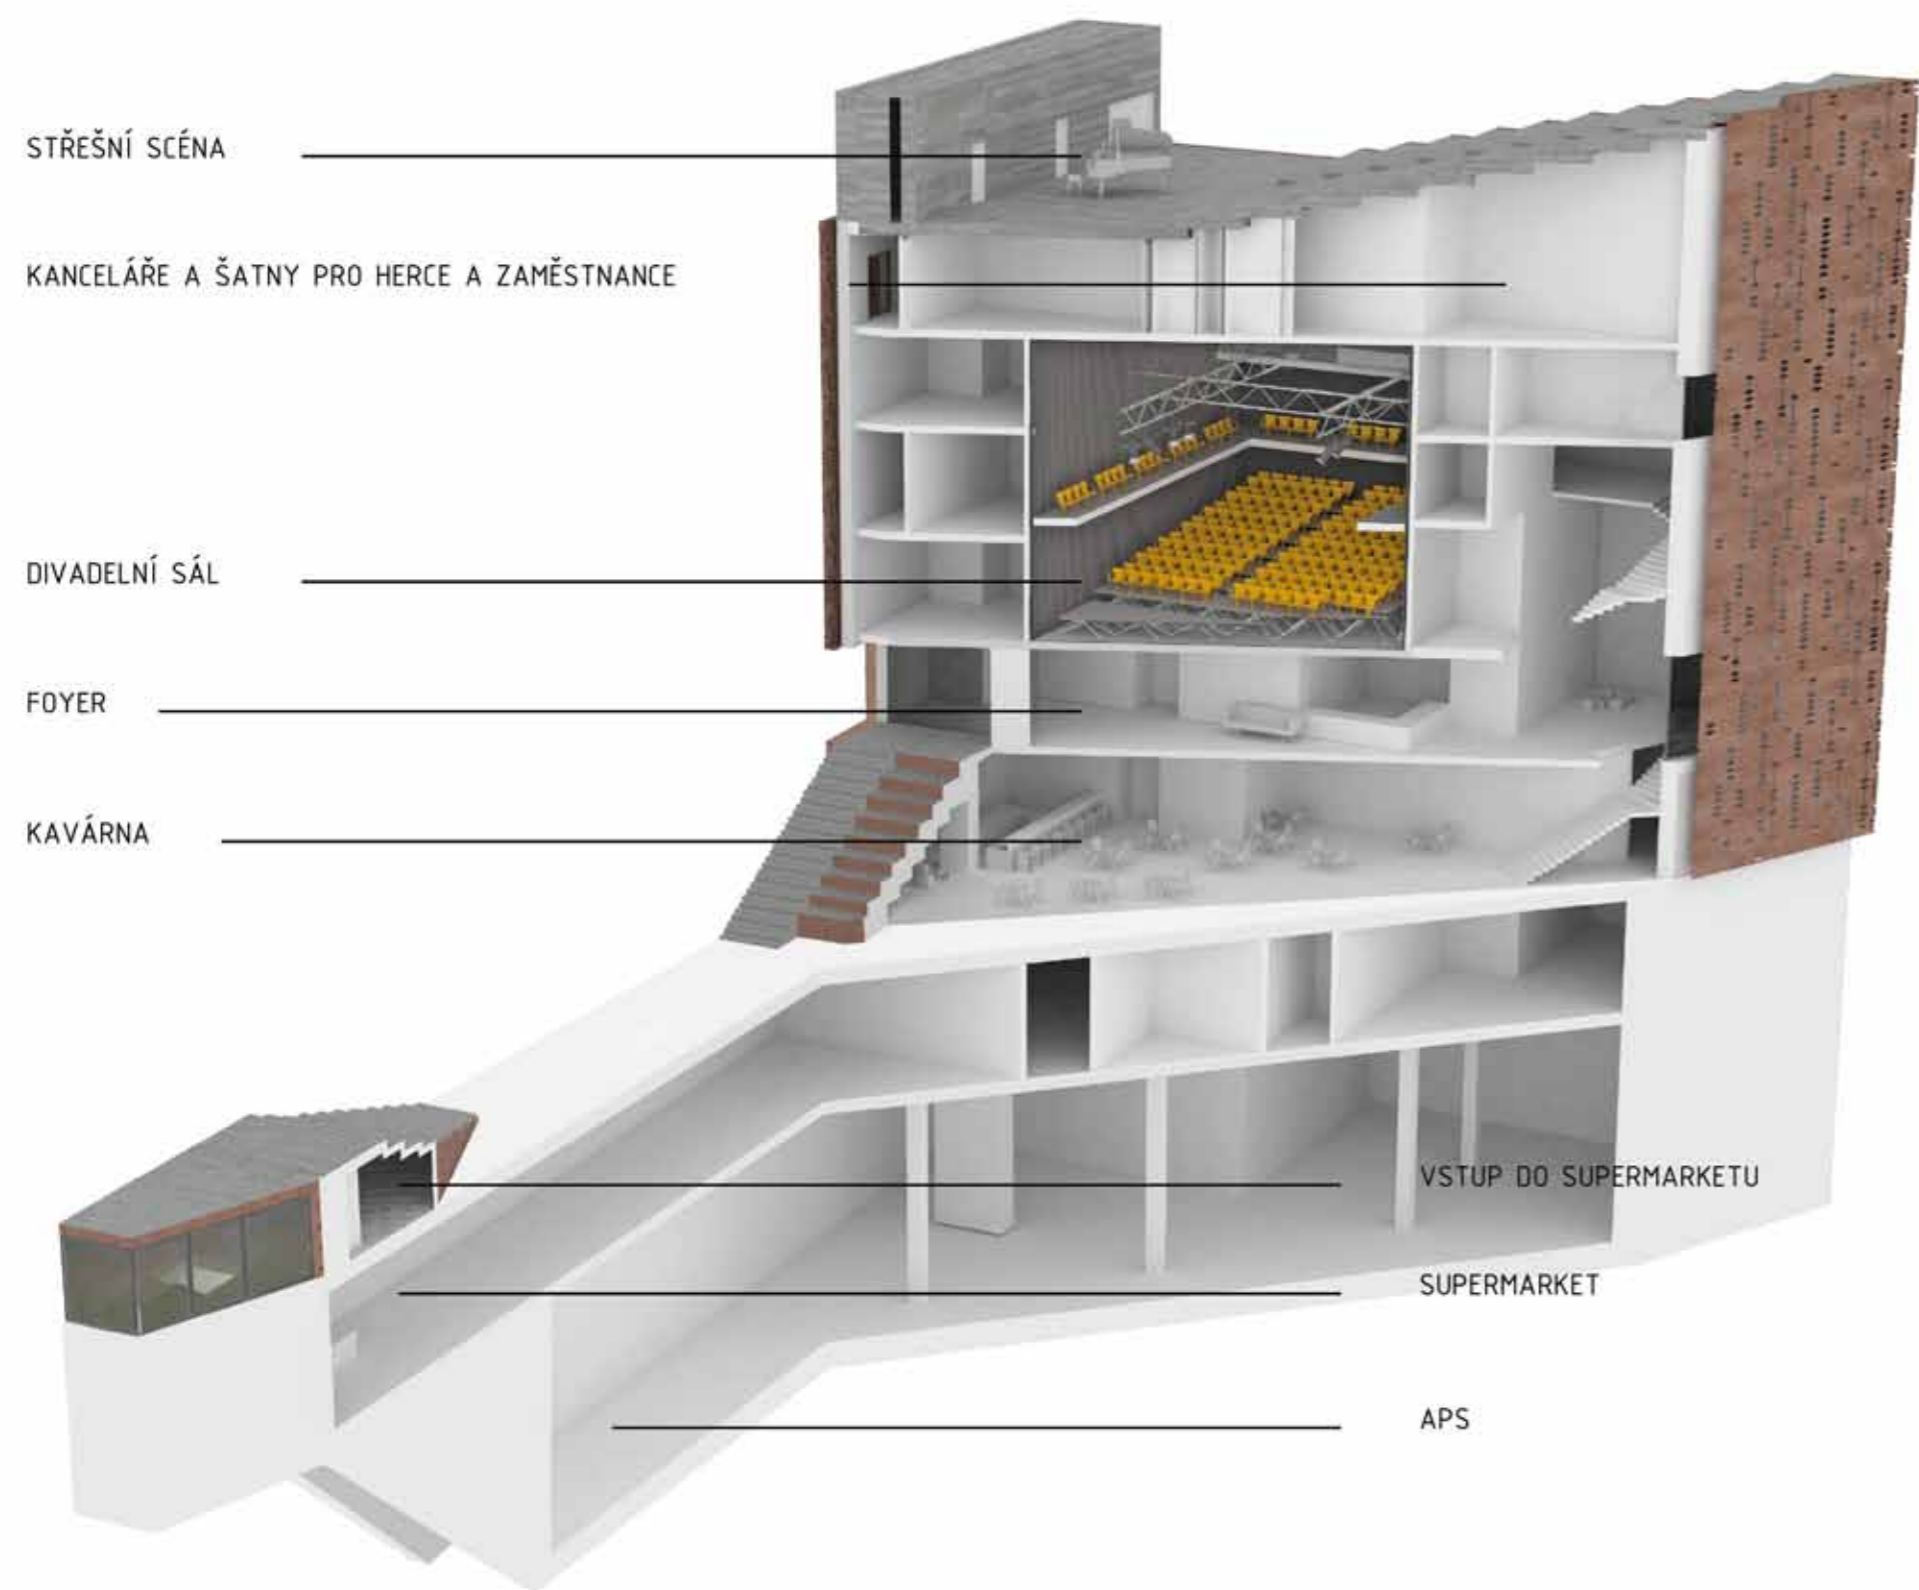 STŘEŠNÍ SCÉNA
KANCELÁŘE A ŠATNY PRO HERCE A ZAMĚSTNANCE
DIVADELNÍ SÁL
FOYER
KAVÁRNA
VSTUP DO SUPERMARKETU
SUPERMARKET
APS